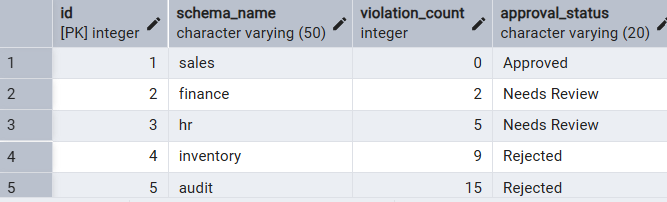 id schema_name violation_count approval_status
[PK] integer character varying (50) integer character varying (20)
1 1 sales 0 Approved
2 2 finance 2 Needs Review
3 3 hr 5 Needs Review
4 4 inventory 9 Rejected
5 5 audit 15 Rejected